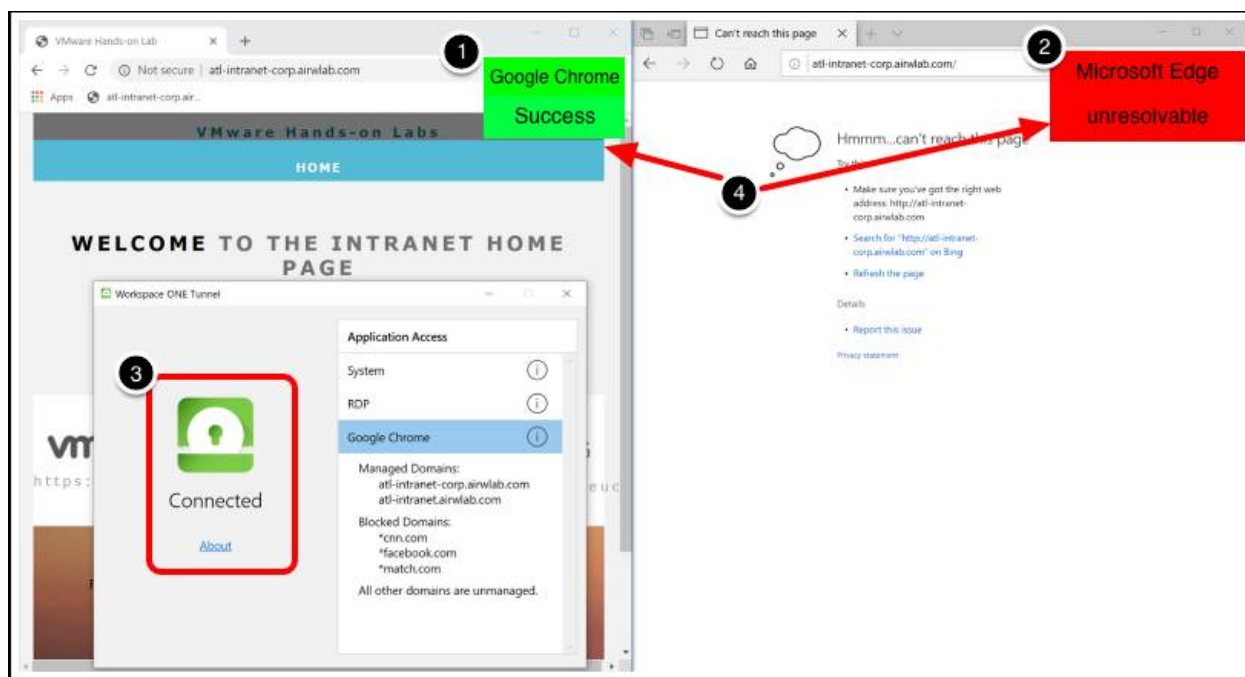 VMware Hands-on Lab
Not secure | atl-intranet-corp.airwlab.com
Apps atl-intranet-corp.air...
1
Google Chrome
Success
VMware Hands-on Labs
HOME
WELCOME TO THE INTRANET HOME
PAGE
Workspace ONE Tunnel
3
Connected
About
Application Access
System
RDP
Google Chrome
Managed Domains:
atl-intranet-corp.airwlab.com
atl-intranet.airwlab.com
Blocked Domains:
*cnn.com
*facebook.com
*match.com
All other domains are unmanaged.
vm
https:
euc
Can't reach this page
atl-intranet-corp.airwlab.com/
2
Microsoft Edge
unresolvable
4
Hmmm...can't reach this page
Try this
• Make sure you've got the right web
address: http://atl-intranet-
corp.airwlab.com
• Search for "http://atl-intranet-
corp.airwlab.com" on Bing
• Refresh the page
Details
• Report this issue
Privacy statement